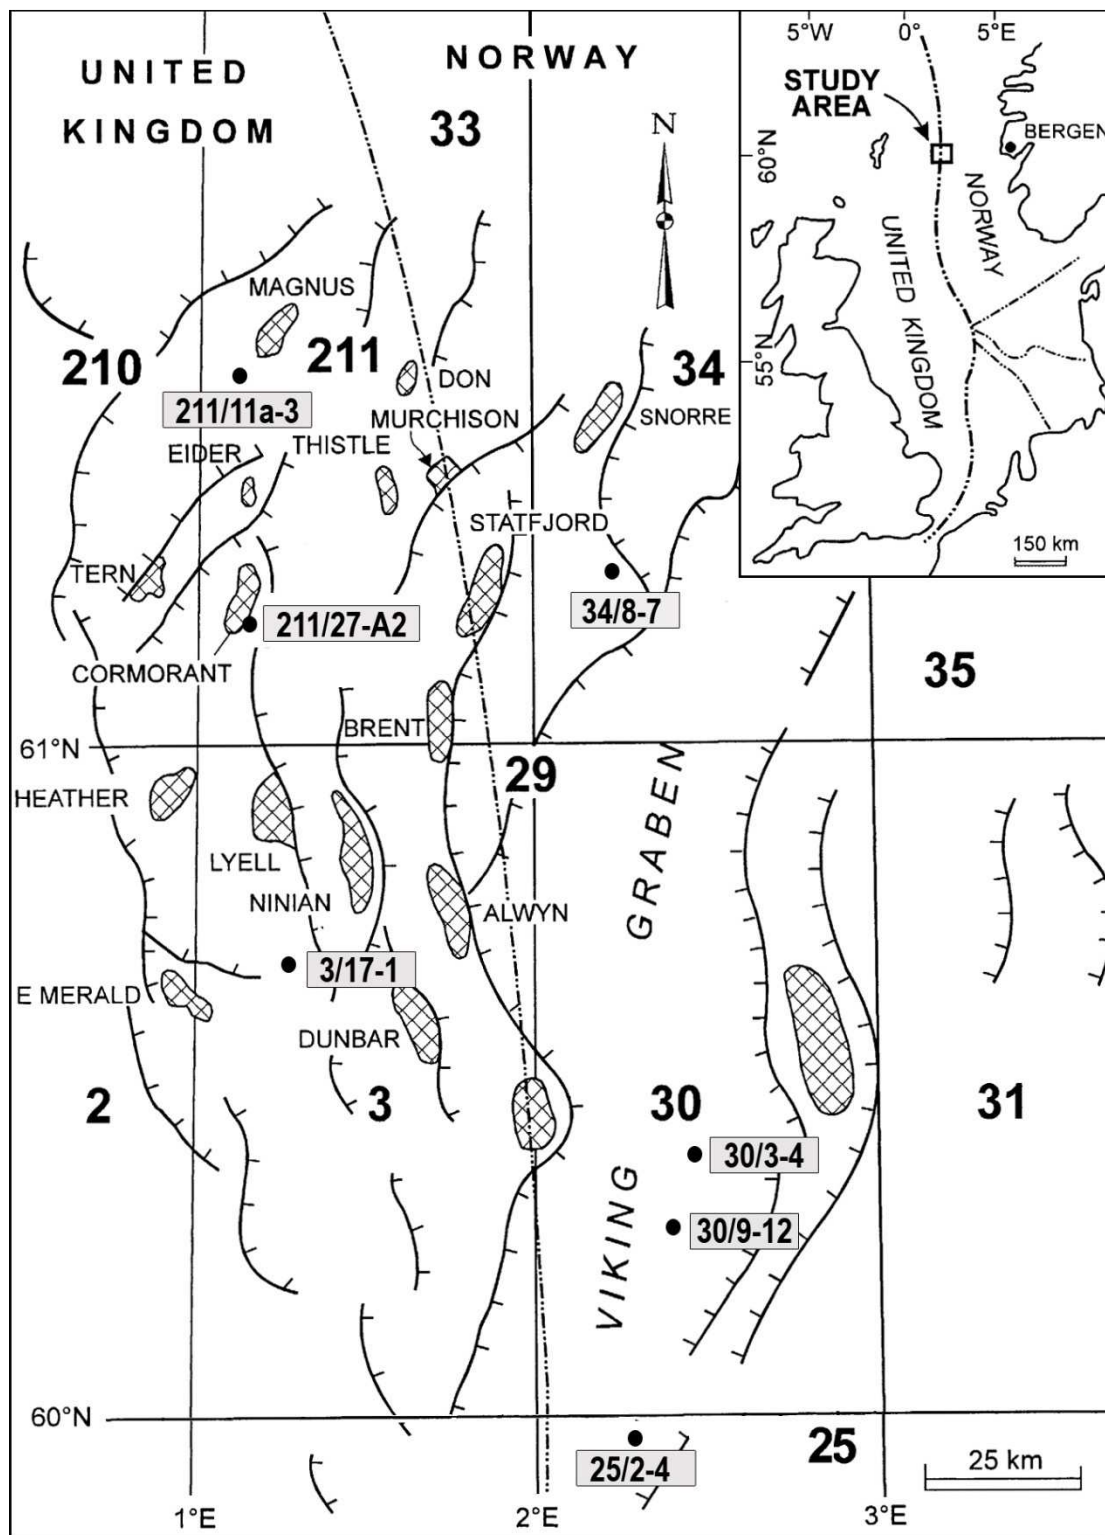 UNITED
KINGDOM
NORWAY
33
N
MAGNUS
210
211
34
DON
211/11a-3
MURCHISON
SNORRE
EIDER
THISTLE
STATFJORD
TERN
211/27-A2
34/8-7
CORMORANT
35
BRENT
61°N
29
HEATHER
LYELL
NINIAN
ALWYN
VIKING GRABEN
3/17-1
E MERALD
DUNBAR
2
3
30
31
30/3-4
30/9-12
60°N
25/2-4
25
25 km
1°E
2°E
3°E
5°W
0°
5°E
STUDY
AREA
BERGEN
60°N
NORWAY
UNITED KINGDOM
55°N
150 km